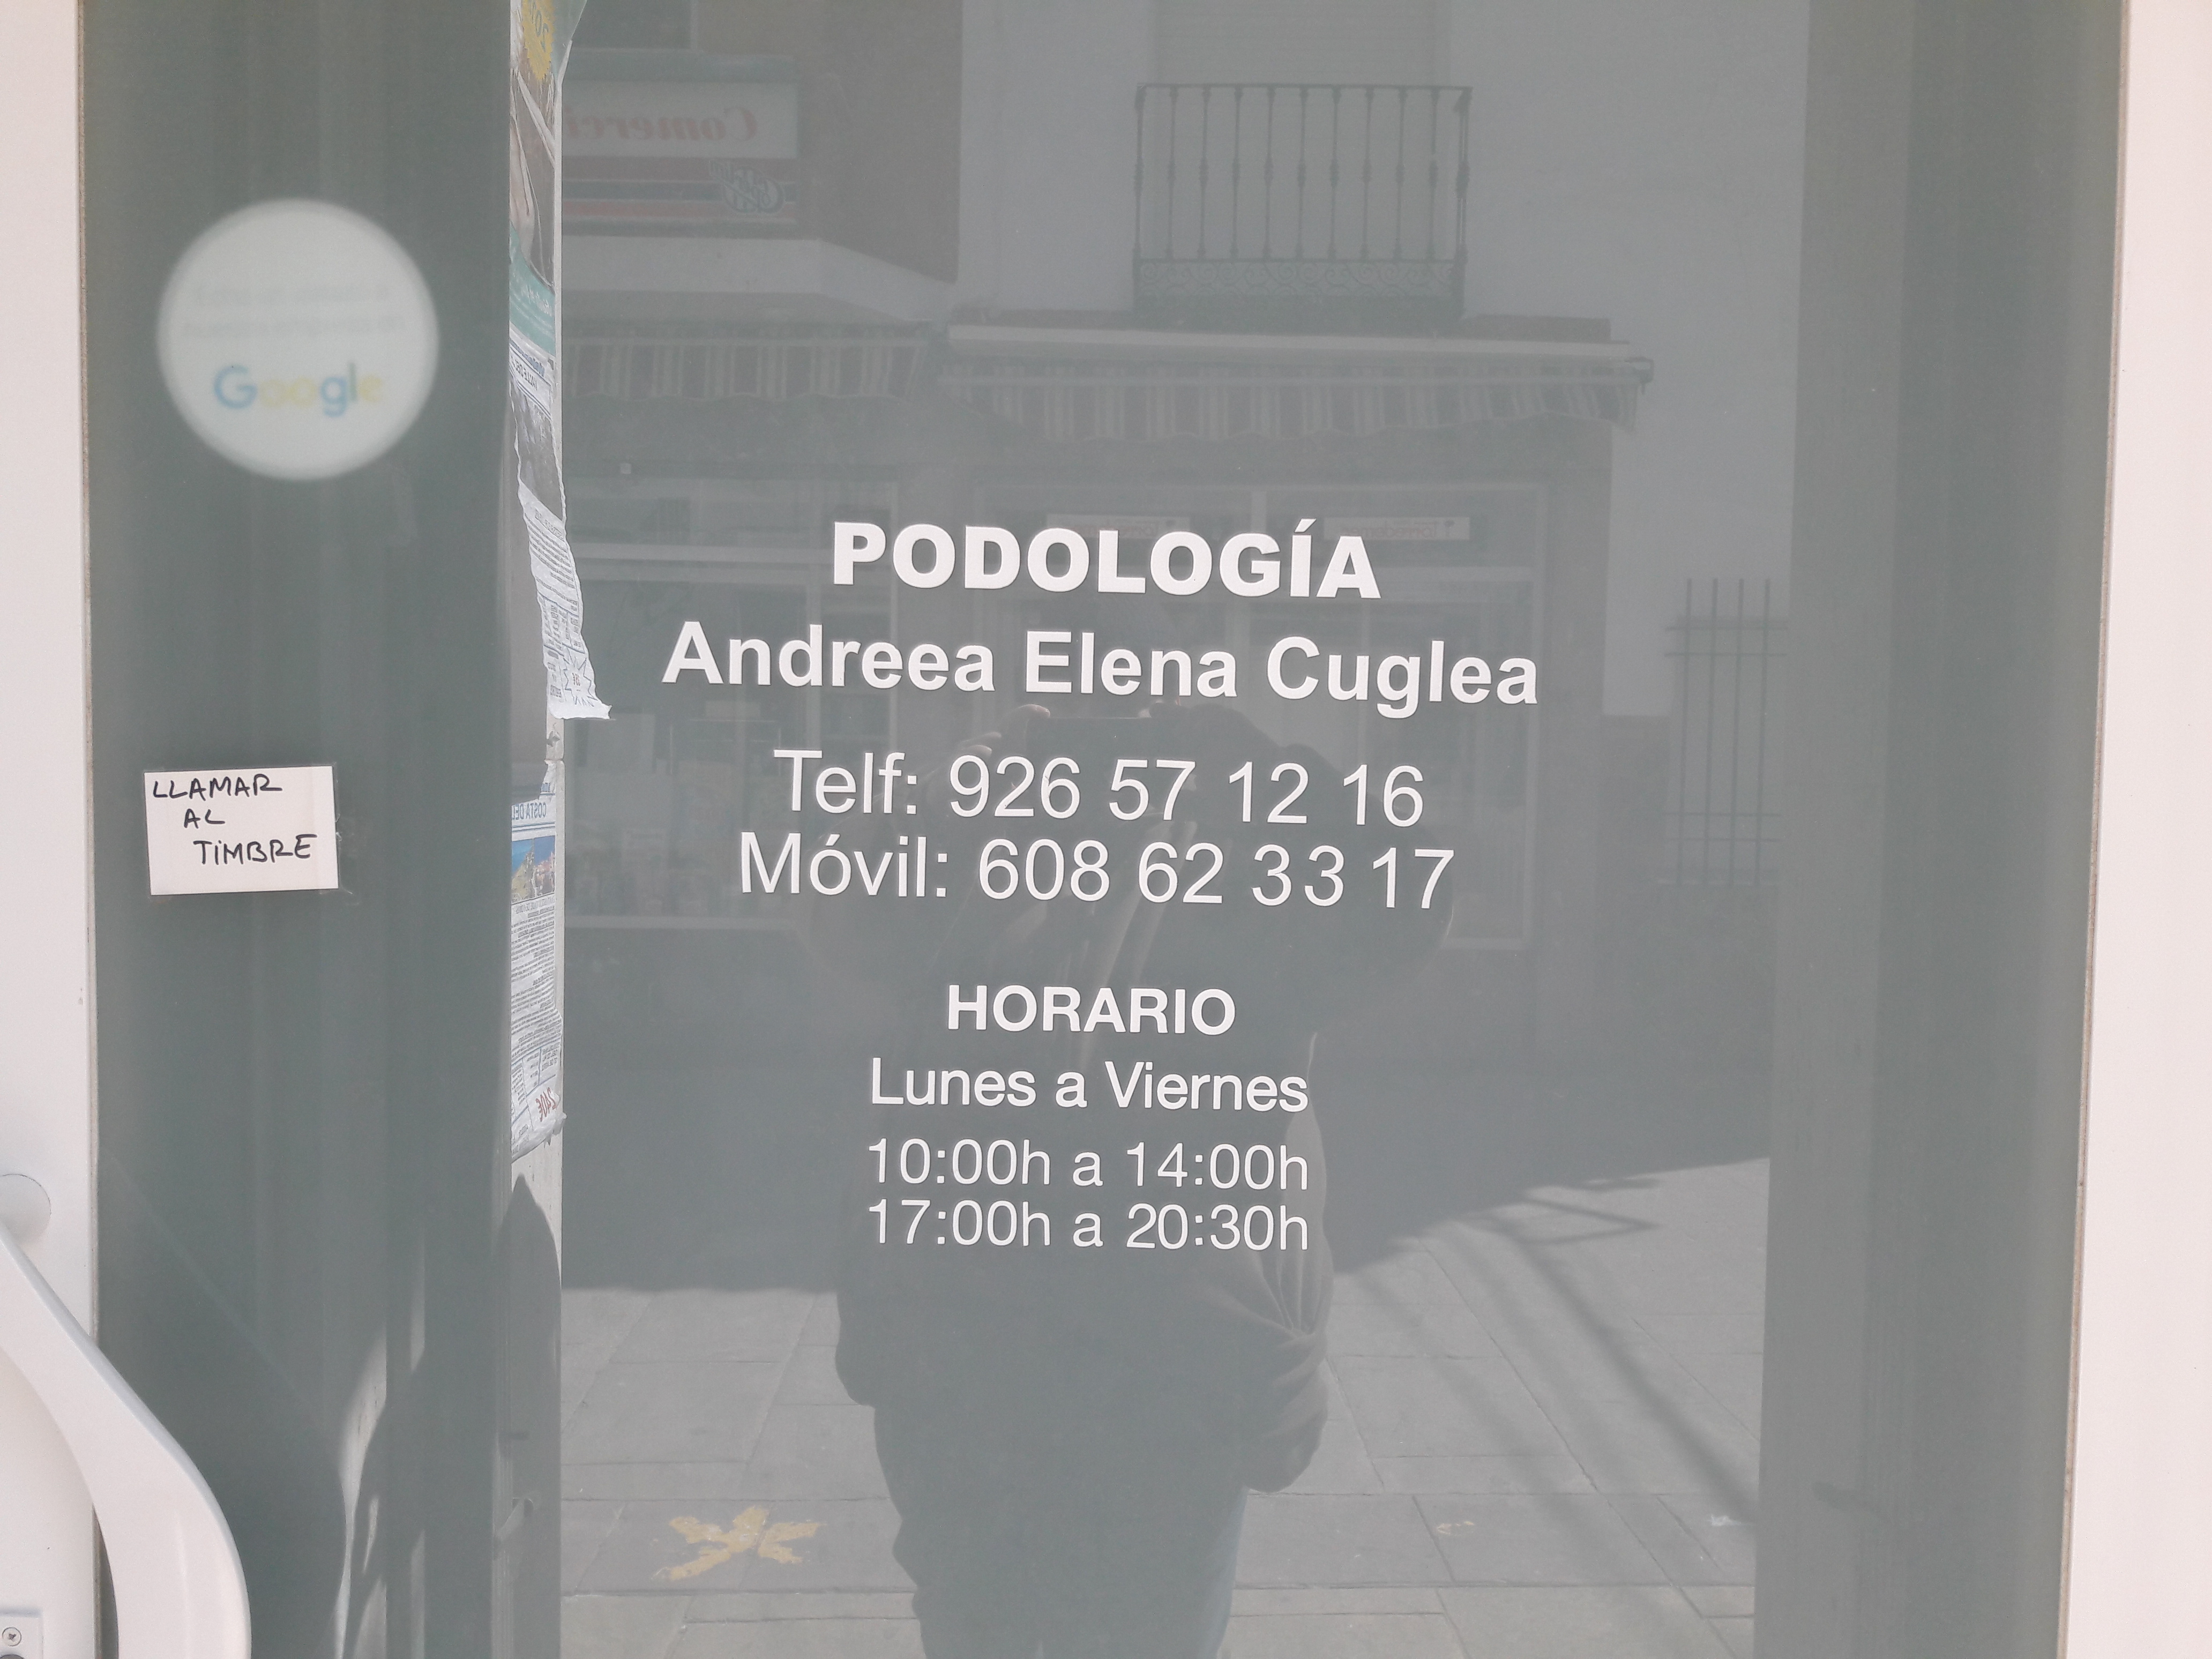 Google
PODOLOGÍA
Andreea Elena Cuglea
Telf: 926 57 12 16
Móvil: 608 62 33 17
LLAMAR
AL
TIMBRE
HORARIO
Lunes a Viernes
10:00h a 14:00h
17:00h a 20:30h